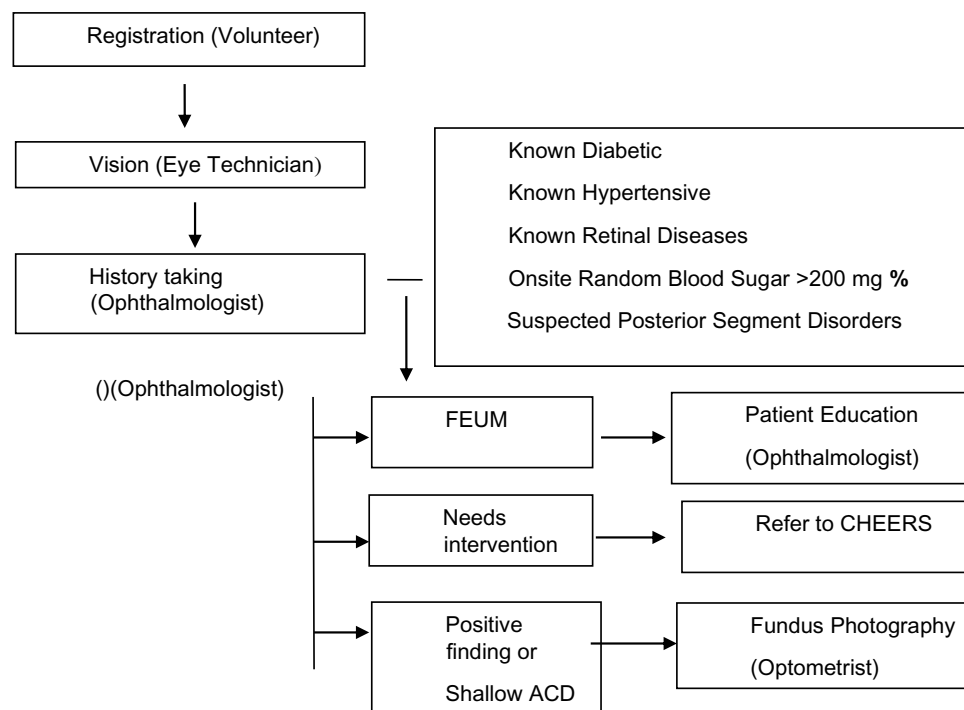 Registration (Volunteer)
Vision (Eye Technician)
History taking
(Ophthalmologist)
Known Diabetic
Known Hypertensive
Known Retinal Diseases
Onsite Random Blood Sugar >200 mg %
Suspected Posterior Segment Disorders
()(Ophthalmologist)
FEUM
Patient Education
(Ophthalmologist)
Needs
intervention
Refer to CHEERS
Positive
finding or
Shallow ACD
Fundus Photography
(Optometrist)